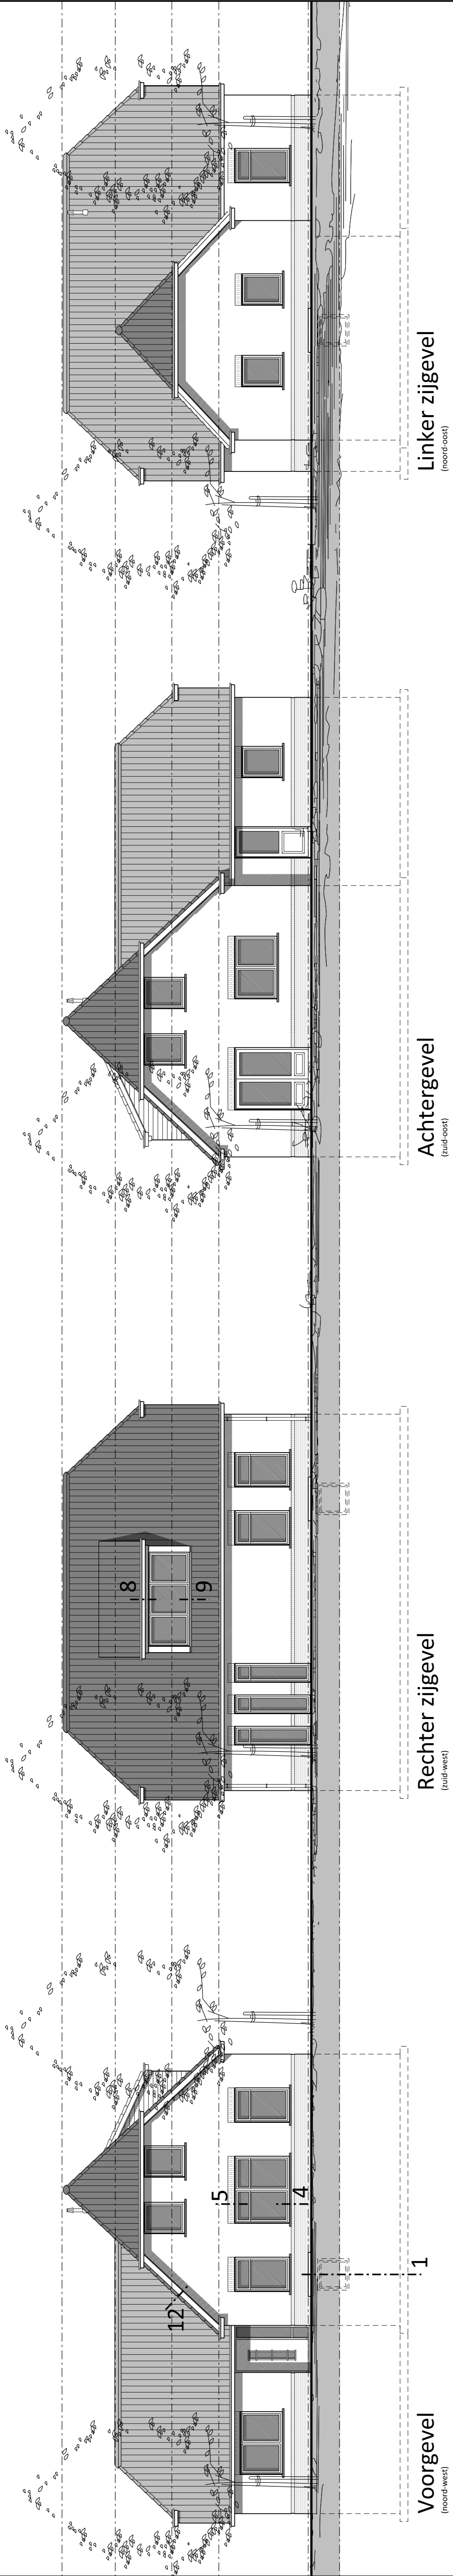 Voorgevel
(noord-west)
12
5
4
1
Rechter zijgevel
(zuid-west)
8
9
Achtergevel
(zuid-oost)
Linker zijgevel
(noord-oost)